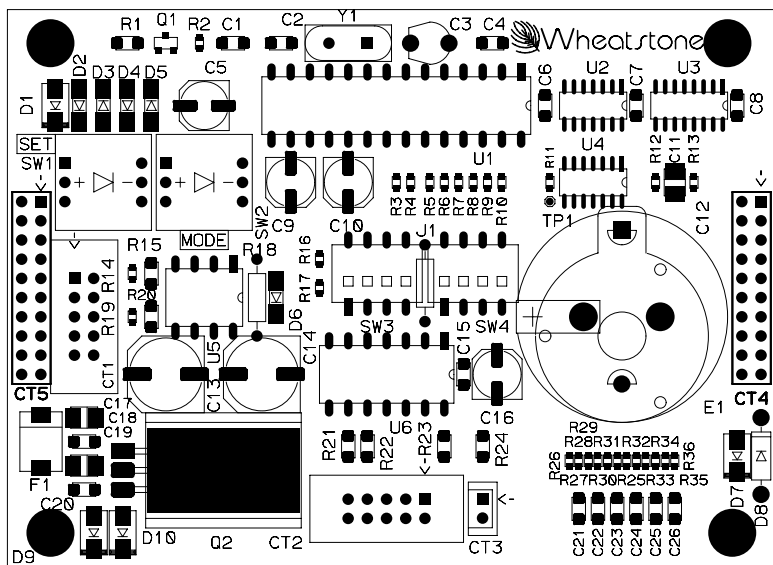 R1 Q1 R2 C1 C2 Y1 C3 C4 Wheatstone
D1 D2 D3 D4 D5 C5 C6 U2 C7 U3 C8
SET
SW1
U1
U4
R11 R12 C11 R13
R3 R4 R5 R6 R7 R8 R9 R10
C9 C10 SW2
TP1
C12
MODE
J1
R15 R18 R16
R14
R17
R19 R20
D6
SW3 SW4
CT1 U5 C14 C15
C13
CT5 CT4
C17
C18
C19
C16
E1
U6
R21 R22 R23 R24
R29
R28 R31 R32 R34
R26 R36
R27 R30 R25 R33 R35
F1
C20
D7 D8
D9 D10 Q2 CT2 CT3
C21 C22 C23 C24 C25 C26